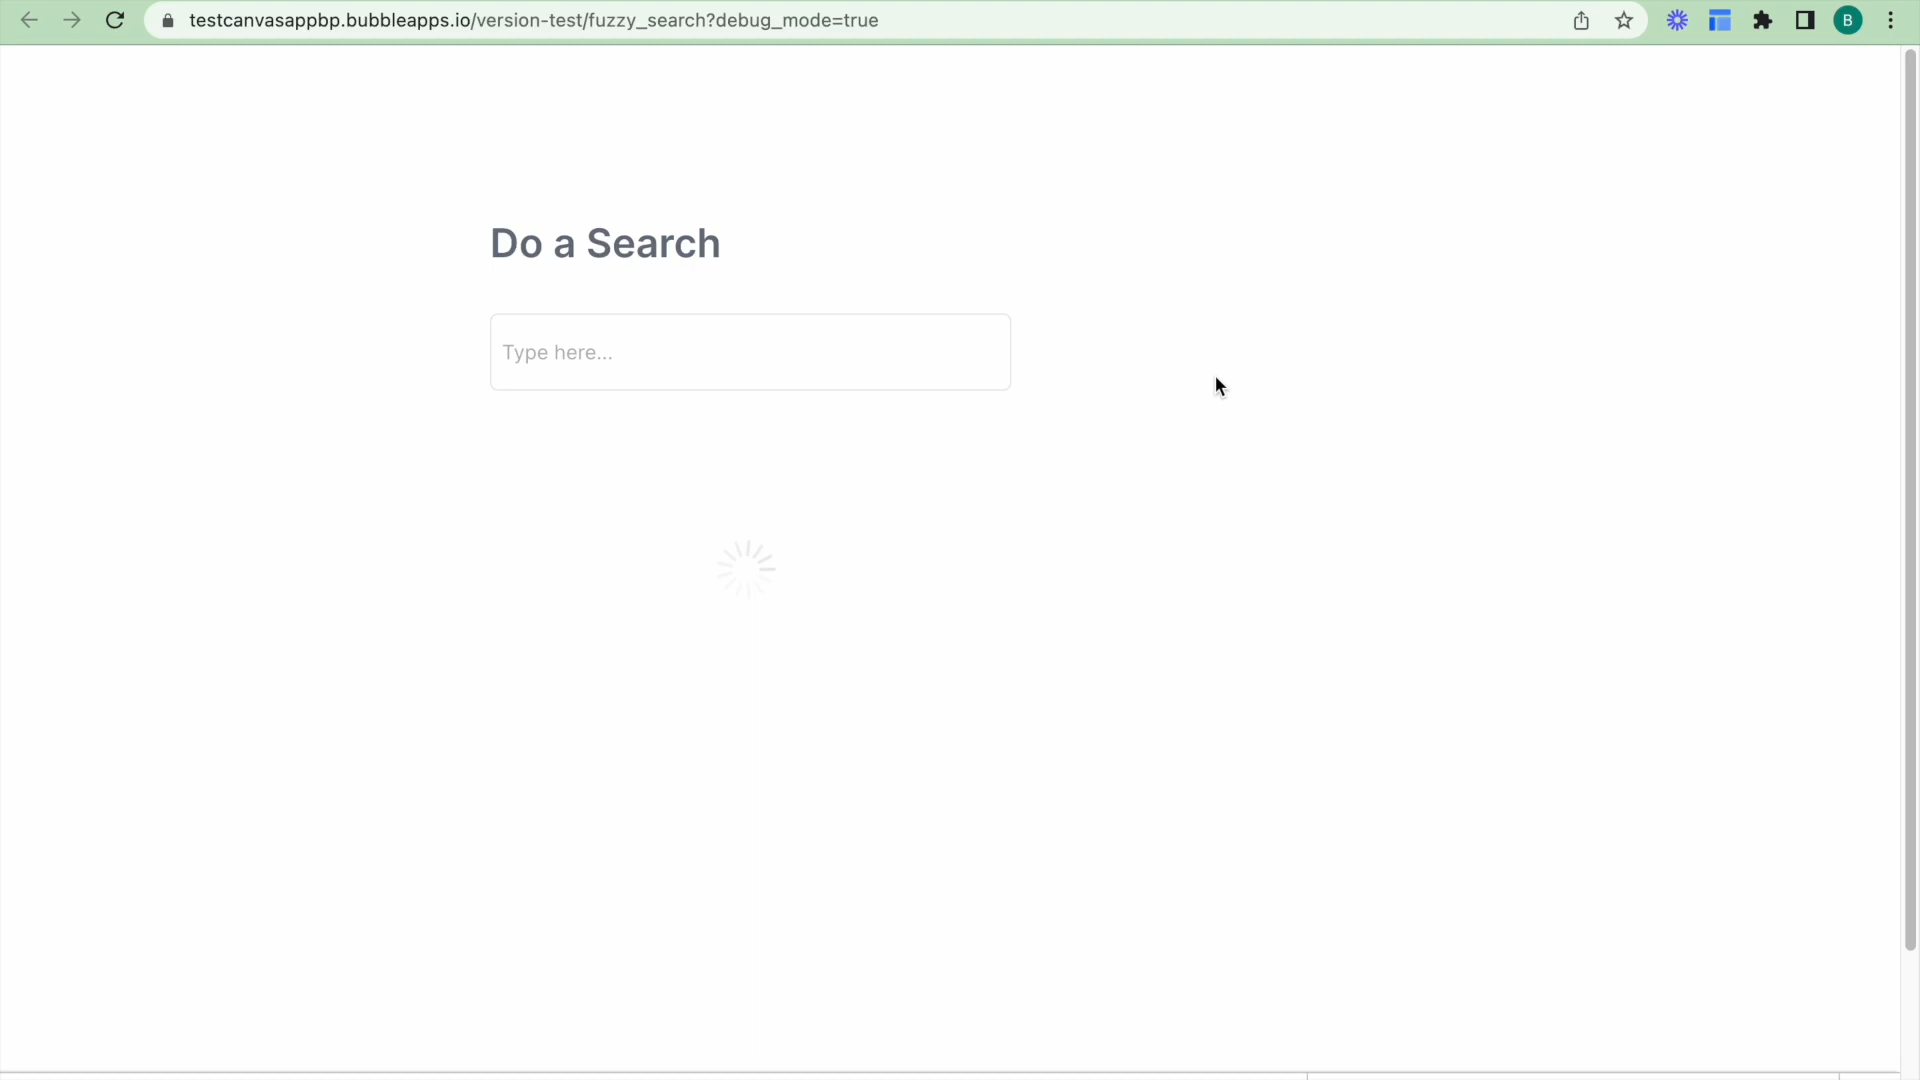 testcanvasappbp.bubbleapps.io/version-test/fuzzy_search?debug_mode=true
B
Do a Search
Type here...